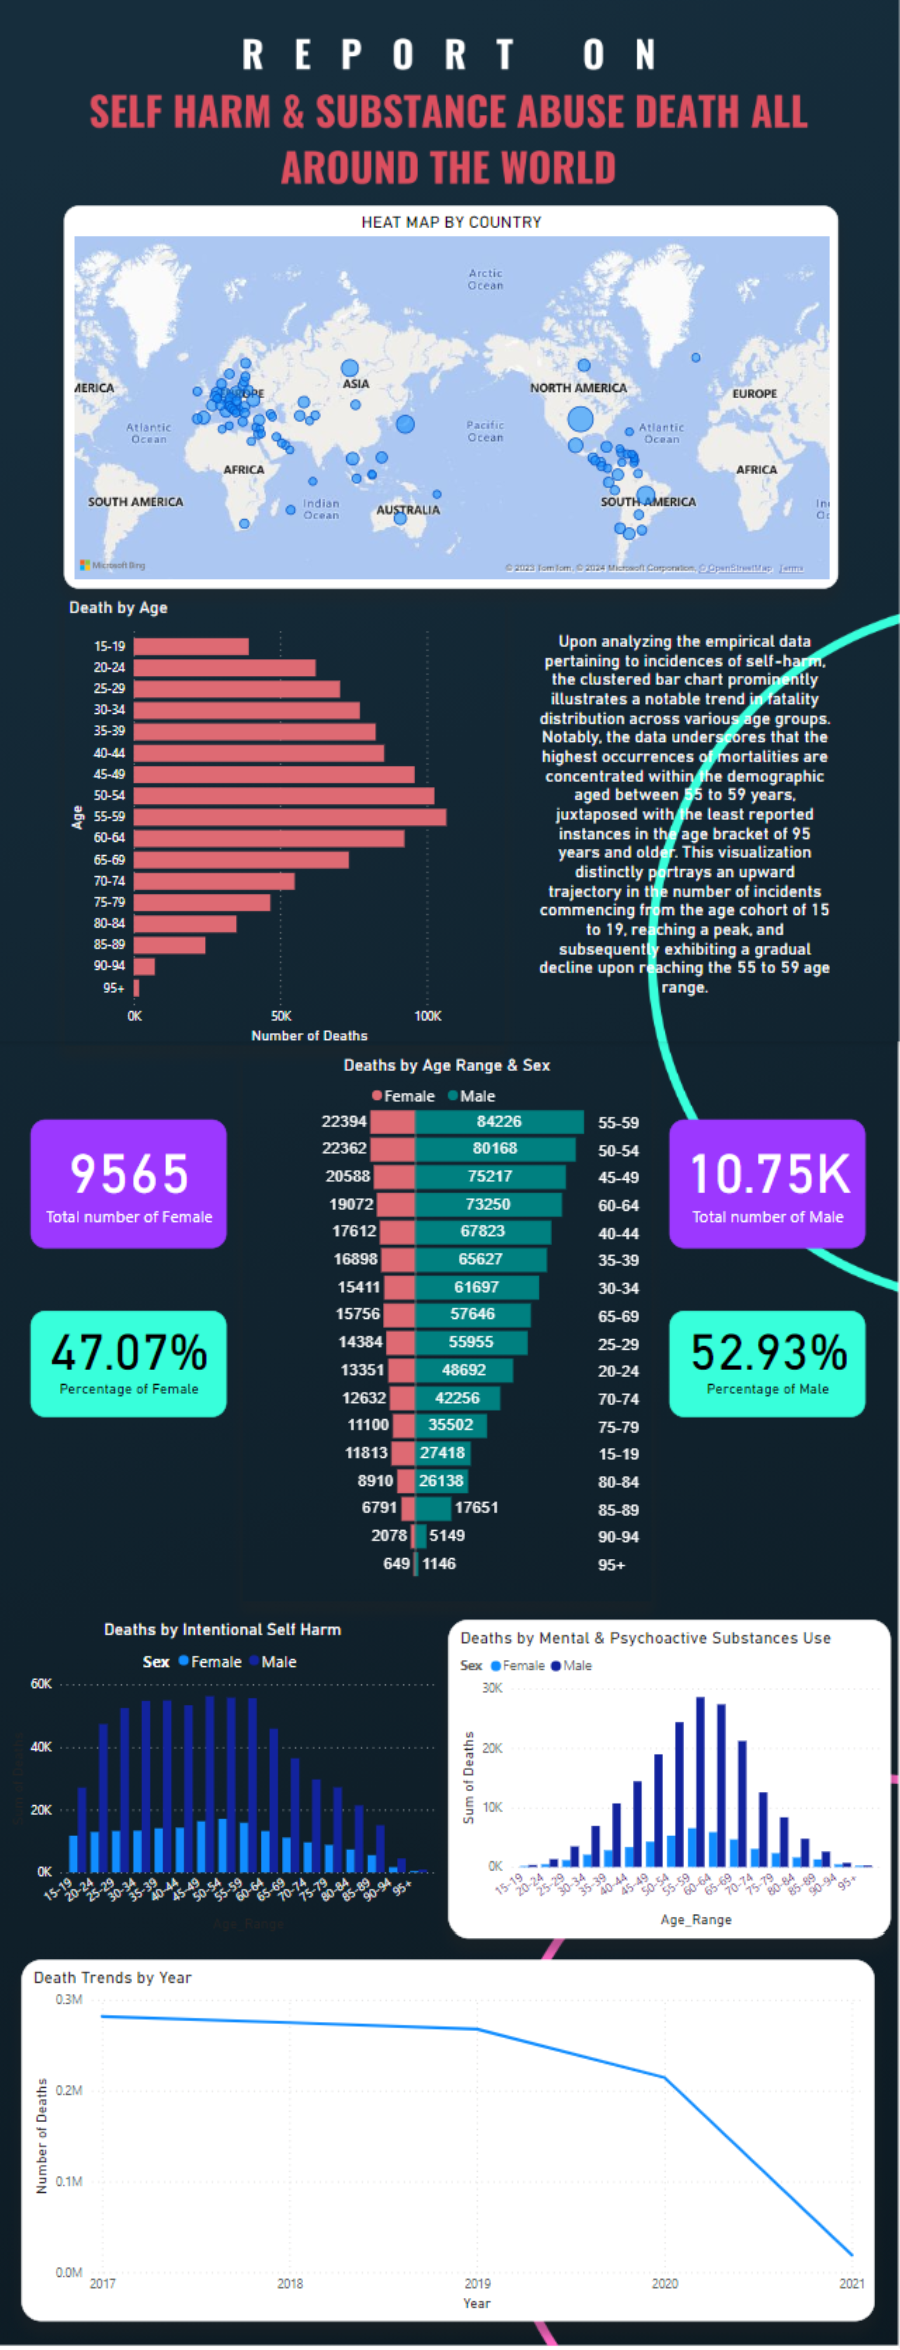 REPORT ON
SELF HARM & SUBSTANCE ABUSE DEATH ALL
AROUND THE WORLD
HEAT MAP BY COUNTRY
Arctic
Ocean
MERICA
ASIA
NORTH AMERICA
EUROPE
Atlantic
Ocean
Pacific
Ocean
Atlantic
Ocean
AFRICA
AFRICA
SOUTH AMERICA
Indian
Ocean
AUSTRALIA
SOUTH AMERICA
Microsoft Bing
© 2023 TomTom, © 2024 Microsoft Corporation, © OpenStreetMap Terms
Death by Age
Age
15-19
20-24
25-29
30-34
35-39
40-44
45-49
50-54
55-59
60-64
65-69
70-74
75-79
80-84
85-89
90-94
95+
0K 50K 100K
Number of Deaths
Upon analyzing the empirical data
pertaining to incidences of self-harm,
the clustered bar chart prominently
illustrates a notable trend in fatality
distribution across various age groups.
Notably, the data underscores that the
highest occurrences of mortalities are
concentrated within the demographic
aged between 55 to 59 years,
juxtaposed with the least reported
instances in the age bracket of 95
years and older. This visualization
distinctly portrays an upward
trajectory in the number of incidents
commencing from the age cohort of 15
to 19, reaching a peak, and
subsequently exhibiting a gradual
decline upon reaching the 55 to 59 age
range.
Deaths by Age Range & Sex
Female Male
22394 84226 55-59
22362 80168 50-54
20588 75217 45-49
19072 73250 60-64
17612 67823 40-44
16898 65627 35-39
15411 61697 30-34
15756 57646 65-69
14384 55955 25-29
13351 48692 20-24
12632 42256 70-74
11100 35502 75-79
11813 27418 15-19
8910 26138 80-84
6791 17651 85-89
2078 5149 90-94
649 1146 95+
9565
Total number of Female
47.07%
Percentage of Female
10.75K
Total number of Male
52.93%
Percentage of Male
Deaths by Intentional Self Harm
Sex Female Male
Sum of Deaths
60K
40K
20K
0K
15-19 20-24 25-29 30-34 35-39 40-44 45-49 50-54 55-59 60-64 65-69 70-74 75-79 80-84 85-89 90-94 95+
Age_Range
Deaths by Mental & Psychoactive Substances Use
Sex Female Male
Sum of Deaths
30K
20K
10K
0K
15-19 20-24 25-29 30-34 35-39 40-44 45-49 50-54 55-59 60-64 65-69 70-74 75-79 80-84 85-89 90-94 95+
Age_Range
Death Trends by Year
Number of Deaths
0.3M
0.2M
0.1M
0.0M
2017 2018 2019 2020 2021
Year